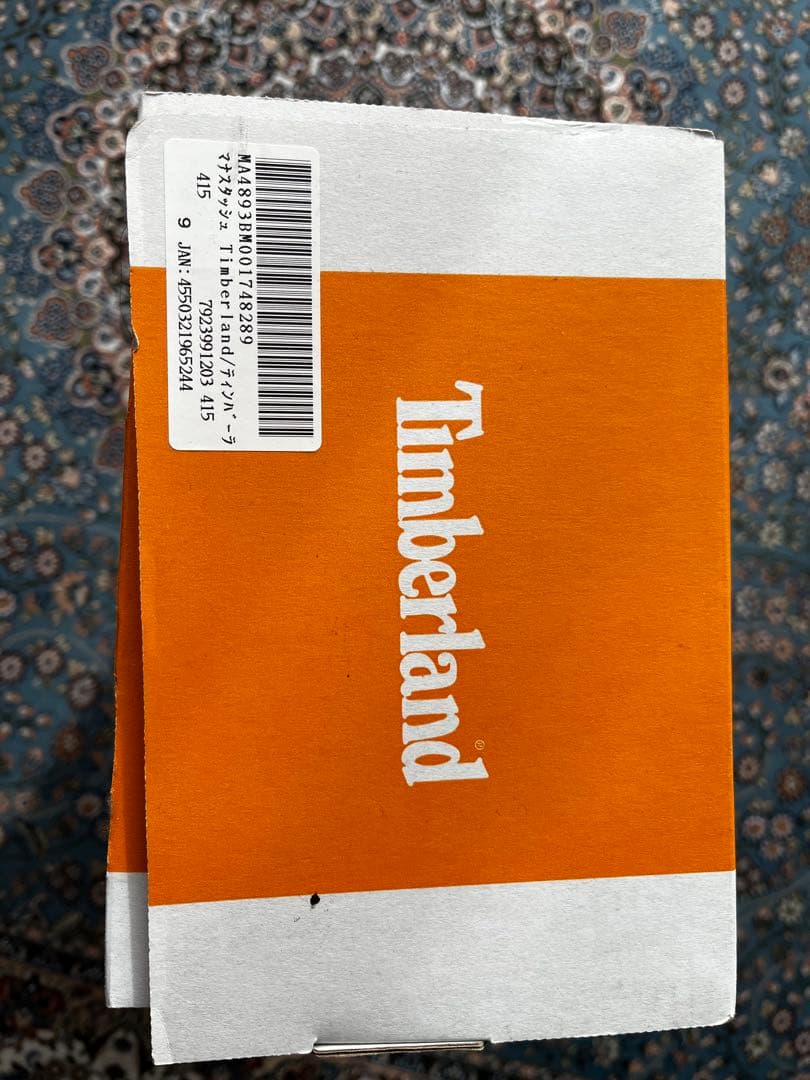 MA4893BM001748289
ﾏﾅｽﾀｯｼｭ Timberland/ﾃｨﾝﾊﾞｰﾗ
415 7923991203 415
9 JAN:4550321965244
Timberland®